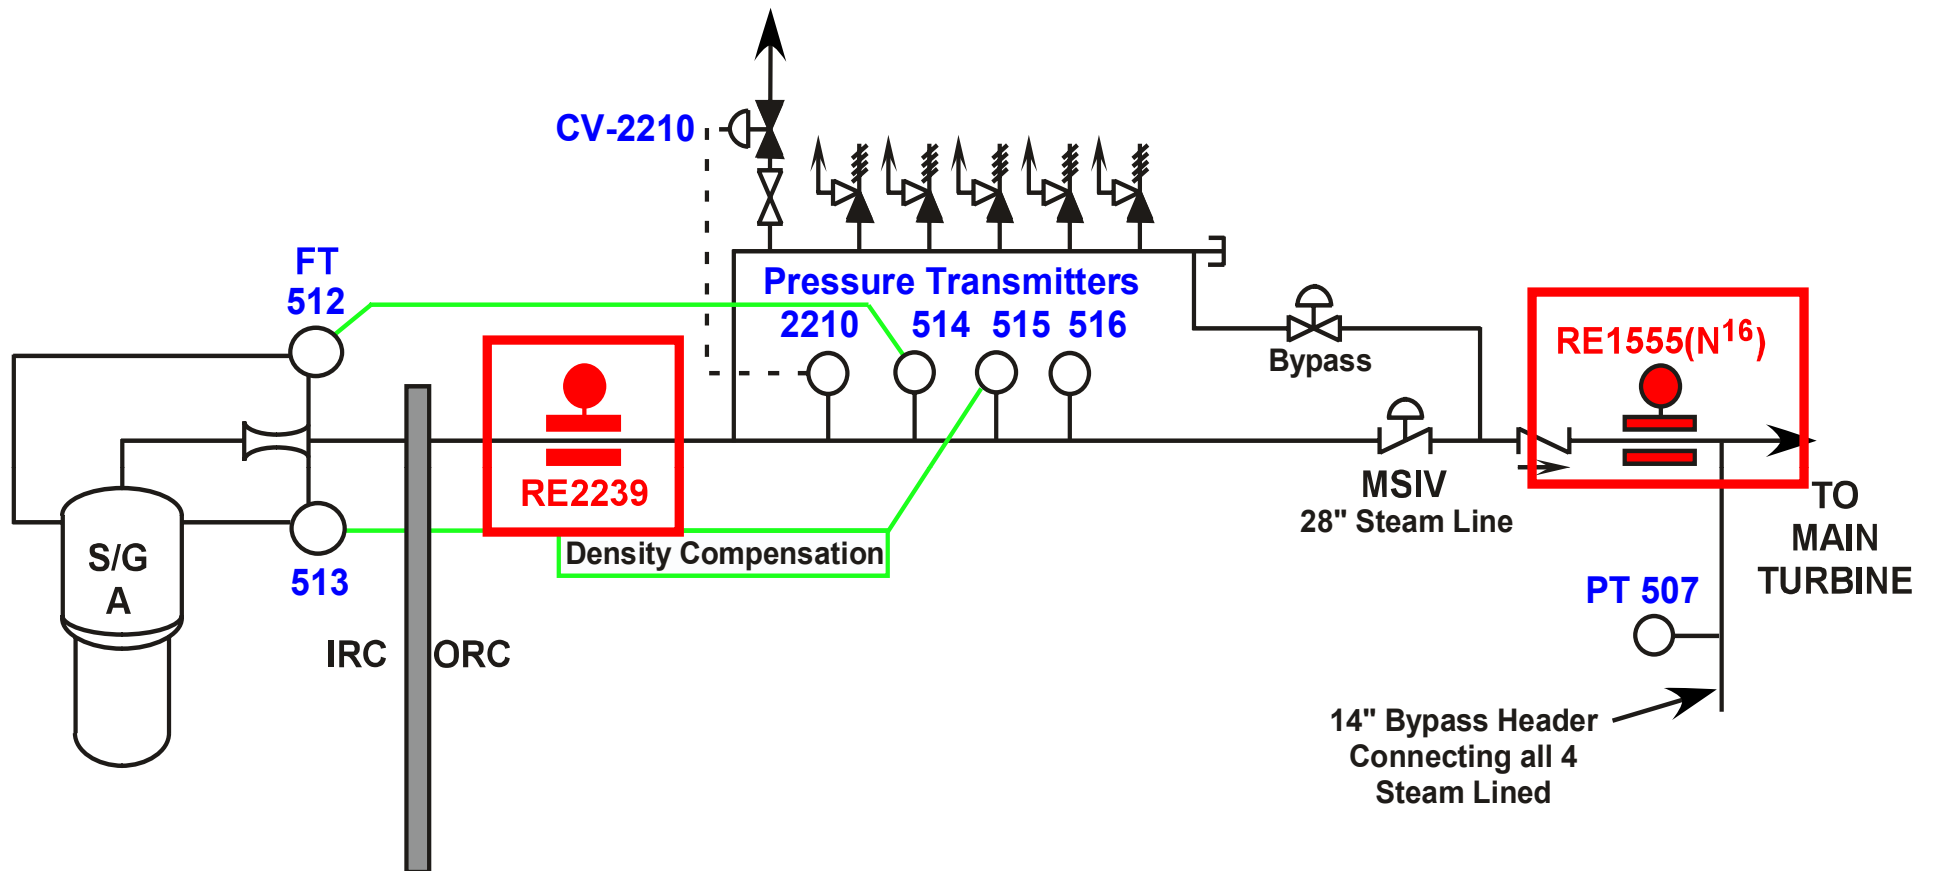 CV-2210
FT
512
Pressure Transmitters
2210 514 515 516
Bypass
RE1555(N16)
RE2239
MSIV
28" Steam Line
TO
MAIN
TURBINE
Density Compensation
S/G
A
513
IRC ORC
PT 507
14" Bypass Header
Connecting all 4
Steam Lined